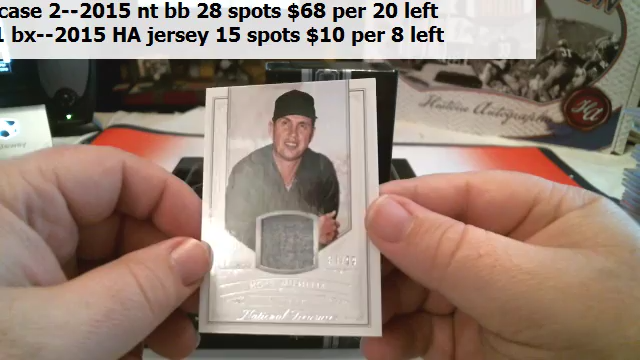 case 2--2015 nt bb 28 spots $68 per 20 left
1 bx--2015 HA jersey 15 spots $10 per 8 left
Historic Autographs
HA
National Treasures